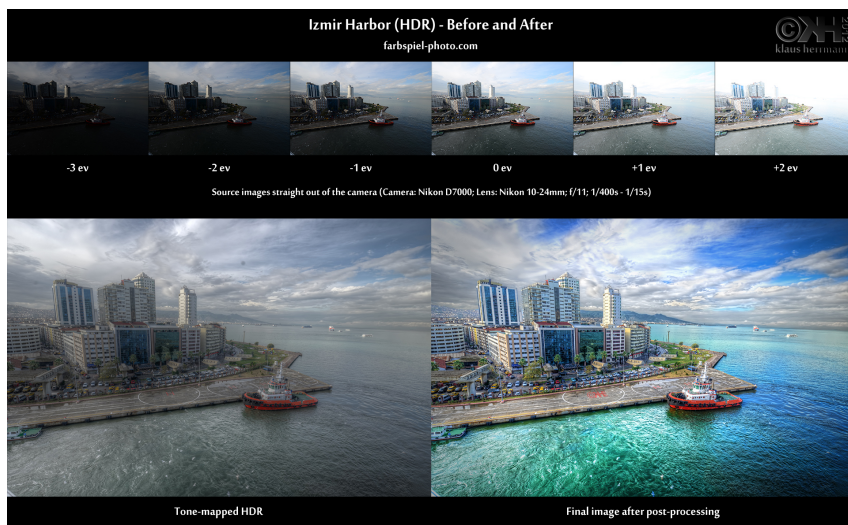 Izmir Harbor (HDR) - Before and After
farbspiel-photo.com
©KH 2012
klaus herrmann
-3 ev
-2 ev
-1 ev
0 ev
+1 ev
+2 ev
Source images straight out of the camera (Camera: Nikon D7000; Lens: Nikon 10-24mm; f/11; 1/400s - 1/15s)
Tone-mapped HDR
Final image after post-processing